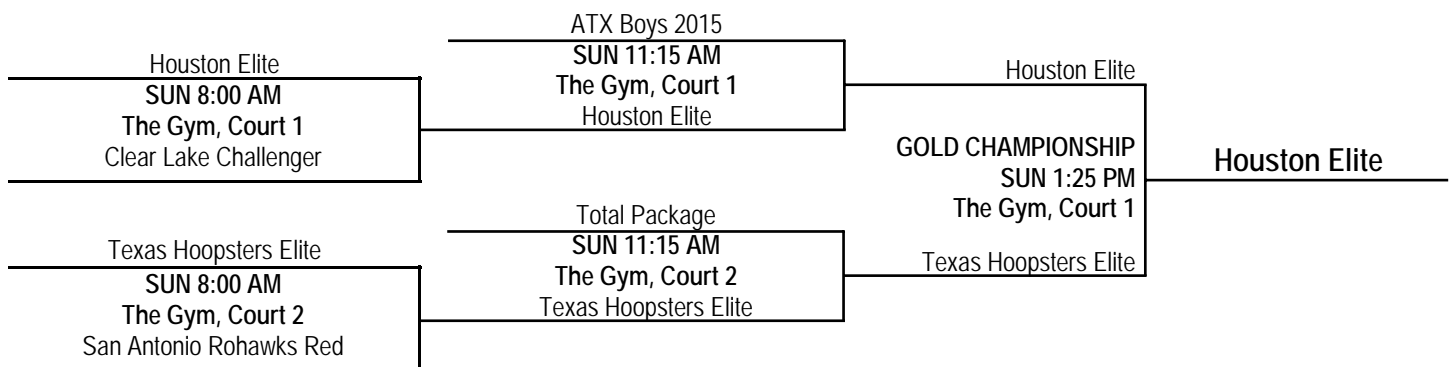 ATX Boys 2015
Houston Elite
SUN 11:15 AM
SUN 8:00 AM
The Gym, Court 1
The Gym, Court 1
Houston Elite
Clear Lake Challenger
Houston Elite
GOLD CHAMPIONSHIP
SUN 1:25 PM
The Gym, Court 1
Houston Elite
Total Package
Texas Hoopsters Elite
SUN 11:15 AM
SUN 8:00 AM
The Gym, Court 2
The Gym, Court 2
Texas Hoopsters Elite
San Antonio Rohawks Red
Texas Hoopsters Elite